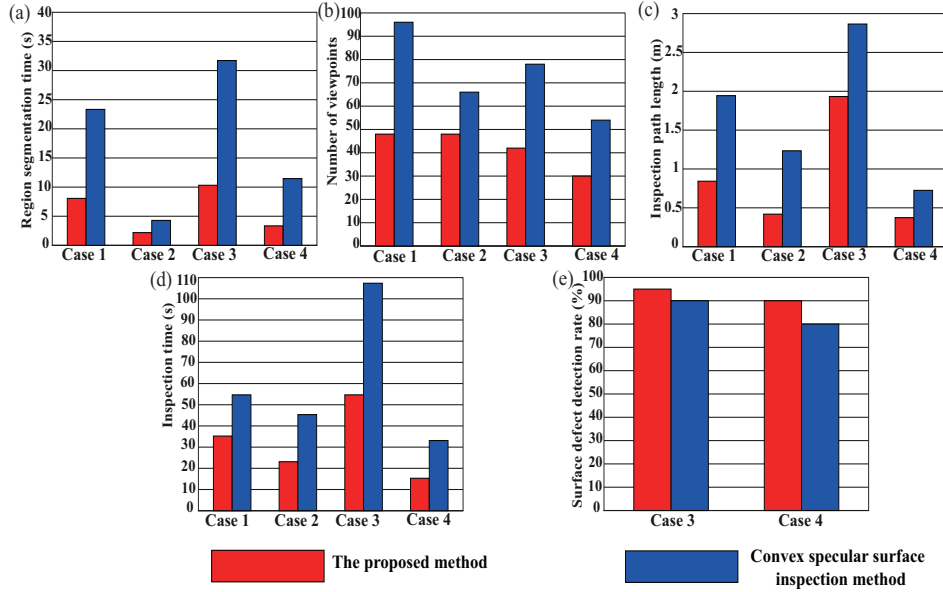 (a)
Region segmentation time (s)
40
35
30
25
20
15
10
5
0
Case 1
Case 2
Case 3
Case 4
(b)
Number of viewpoints
100
90
80
70
60
50
40
30
20
10
0
Case 1
Case 2
Case 3
Case 4
(c)
Inspection path length (m)
3
2.5
2
1.5
1
0.5
0
Case 1
Case 2
Case 3
Case 4
(d)
Inspection time (s)
110
100
90
80
70
60
50
40
30
20
10
0
Case 1
Case 2
Case 3
Case 4
(e)
Surface defect detection rate (%)
100
90
80
70
60
50
40
30
20
10
0
Case 3
Case 4
The proposed method
Convex specular surface
inspection method